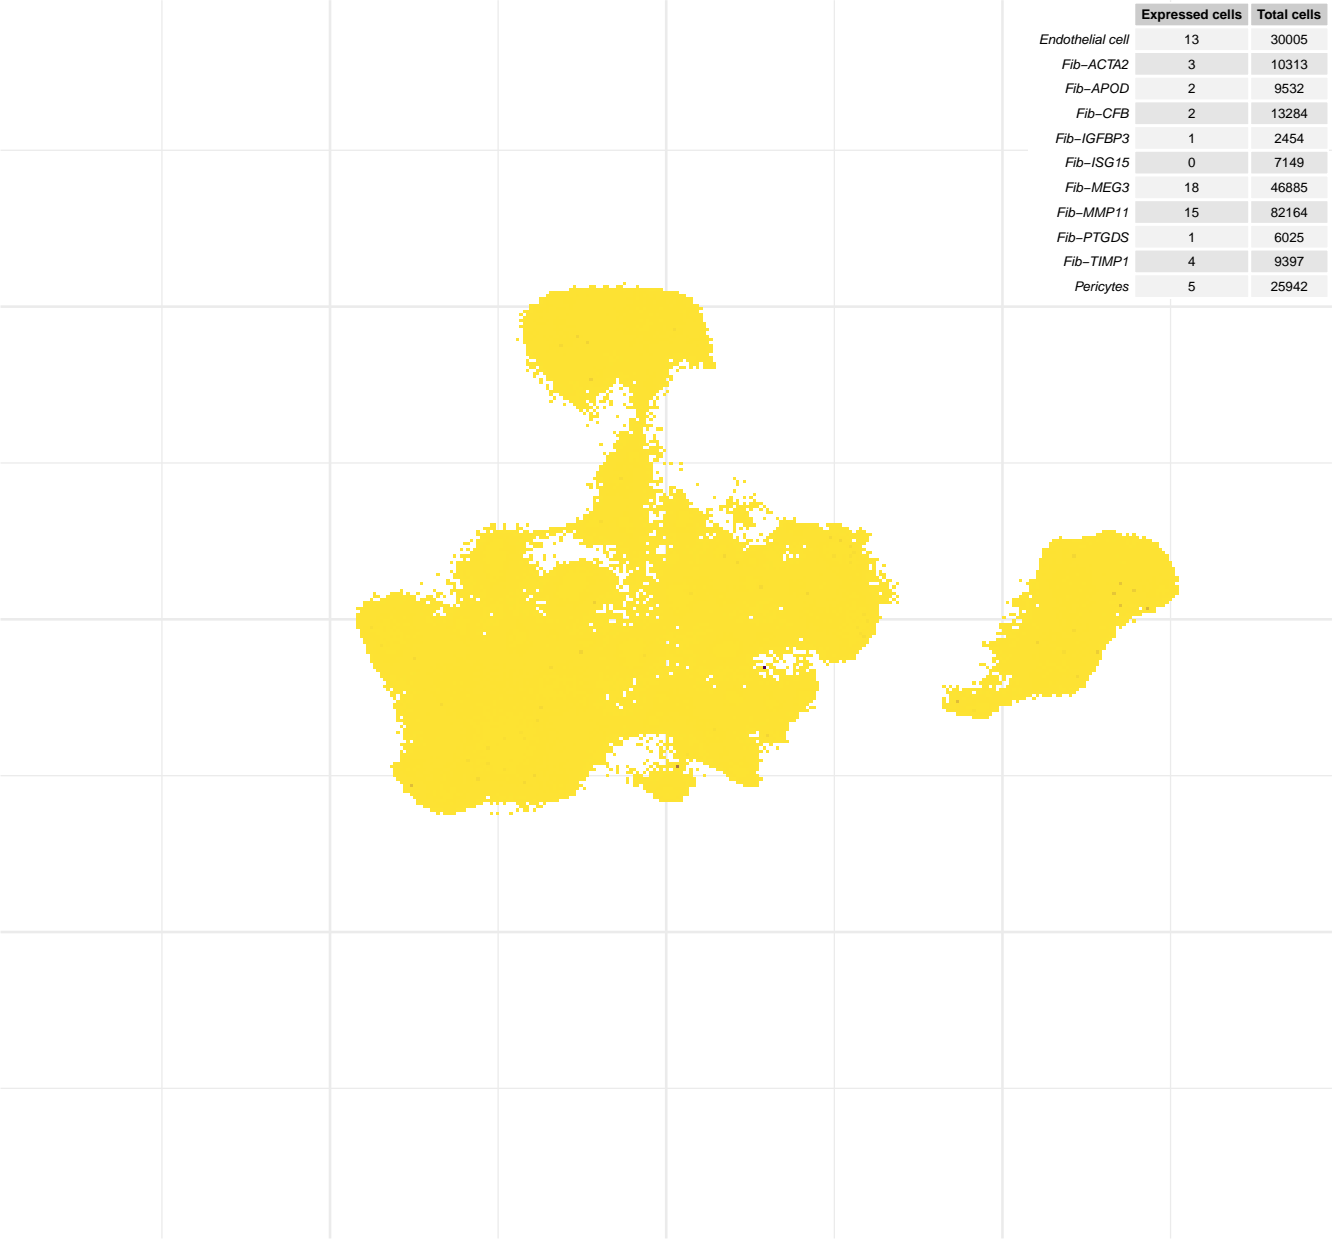 Expressed cells Total cells
Endothelial cell 13 30005
Fib−ACTA2 3 10313
Fib−APOD 2 9532
Fib−CFB 2 13284
Fib−IGFBP3 1 2454
Fib−ISG15 0 7149
Fib−MEG3 18 46885
Fib−MMP11 15 82164
Fib−PTGDS 1 6025
Fib−TIMP1 4 9397
Pericytes 5 25942